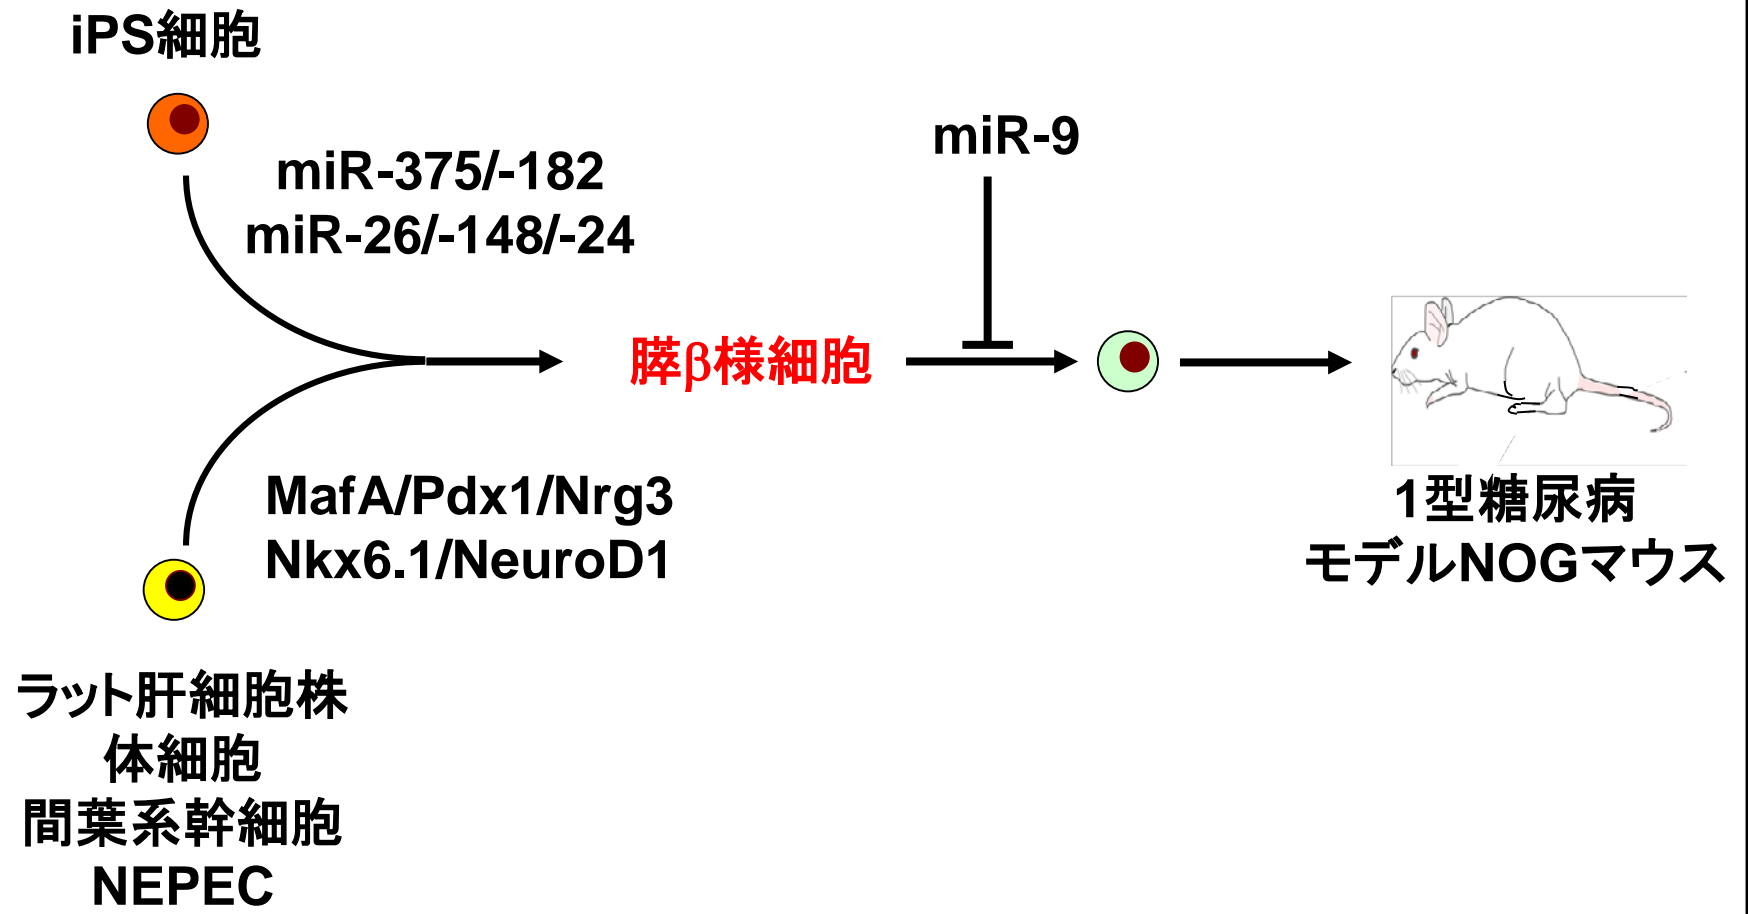 iPS細胞
miR-375/-182
miR-26/-148/-24
miR-9
膵β様細胞
MafA/Pdx1/Nrg3
Nkx6.1/NeuroD1
1型糖尿病
モデルNOGマウス
ラット肝細胞株
体細胞
間葉系幹細胞
NEPEC